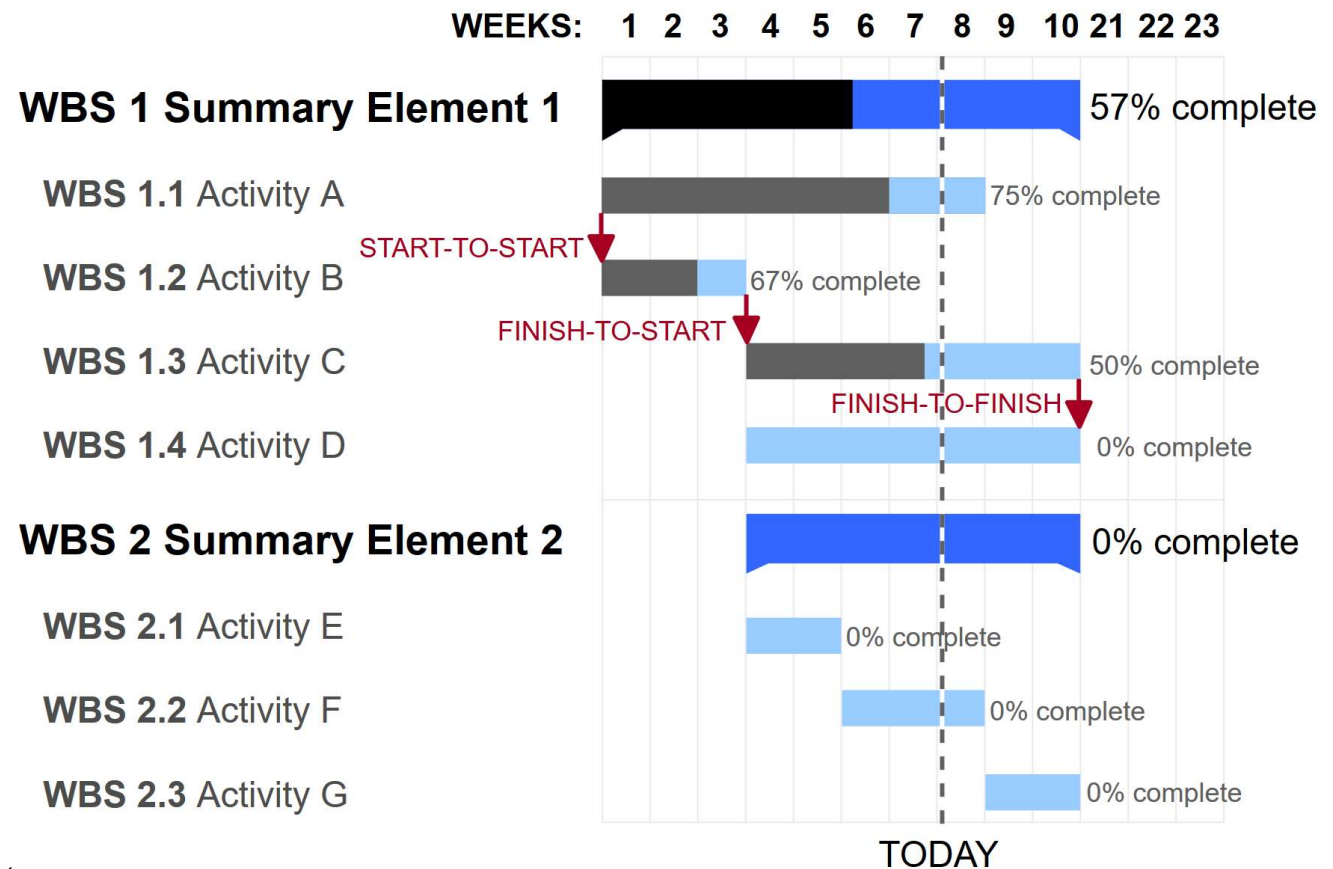 WEEKS: 1 2 3 4 5 6 7 8 9 10 21 22 23
WBS 1 Summary Element 1 57% complete
WBS 1.1 Activity A 75% complete
START-TO-START
WBS 1.2 Activity B 67% complete
FINISH-TO-START
WBS 1.3 Activity C 50% complete
FINISH-TO-FINISH
WBS 1.4 Activity D 0% complete
WBS 2 Summary Element 2 0% complete
WBS 2.1 Activity E 0% complete
WBS 2.2 Activity F 0% complete
WBS 2.3 Activity G 0% complete
TODAY